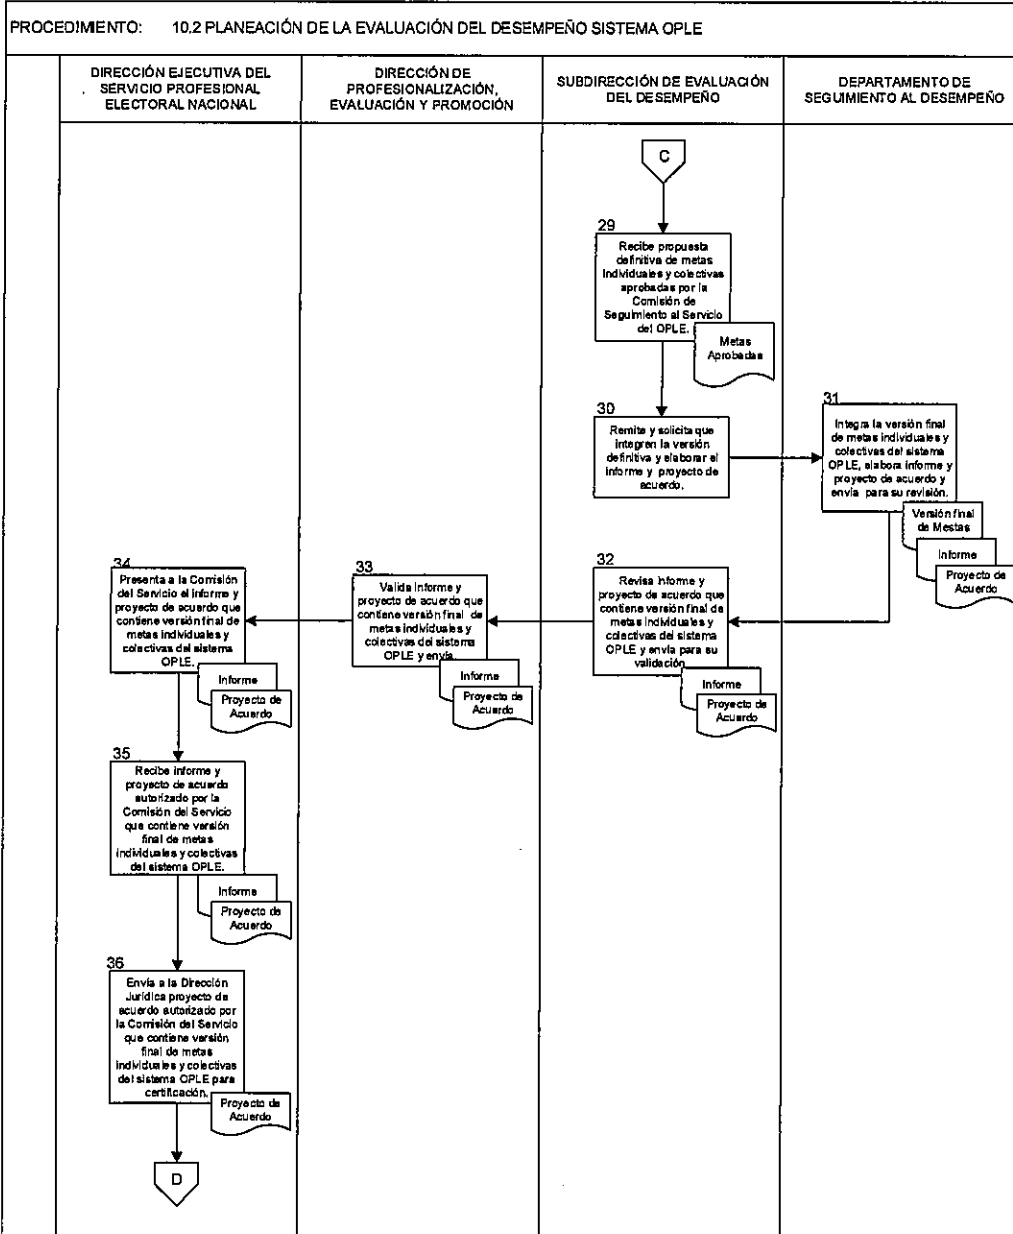 PROCEDIMIENTO: 10.2 PLANEACIÓN DE LA EVALUACIÓN DEL DESEMPEÑO SISTEMA OPLE
DIRECCIÓN EJECUTIVA DEL
SERVICIO PROFESIONAL
ELECTORAL NACIONAL
DIRECCIÓN DE
PROFESIONALIZACIÓN,
EVALUACIÓN Y PROMOCIÓN
SUBDIRECCIÓN DE EVALUACIÓN
DEL DESEMPEÑO
DEPARTAMENTO DE
SEGUIMIENTO AL DESEMPEÑO
C
29
Recibe propuesta
definitiva de metas
individuales y colectivas
aprobadas por la
Comisión de
Seguimiento al Servicio
del OPLE.
Metas
Aprobadas
30
Remite y solicita que
integren la versión
definitiva y elaborar el
informe y proyecto de
acuerdo.
31
Integra la versión final
de metas individuales y
colectivas del sistema
OPLE, elabora informe y
proyecto de acuerdo y
envía para su revisión.
Versión final
de Mestas
Informe
Proyecto de
Acuerdo
32
Revisa informe y
proyecto de acuerdo que
contiene versión final de
metas individuales y
colectivas del sistema
OPLE y envía para su
validación
Informe
Proyecto de
Acuerdo
33
Valida informe y
proyecto de acuerdo que
contiene versión final de
metas individuales y
colectivas del sistema
OPLE y envía.
Informe
Proyecto de
Acuerdo
34
Presenta a la Comisión
del Servicio el informe y
proyecto de acuerdo que
contiene versión final de
metas individuales y
colectivas del sistema
OPLE.
Informe
Proyecto de
Acuerdo
35
Recibe informe y
proyecto de acuerdo
autorizado por la
Comisión del Servicio
que contiene versión
final de metas
individuales y colectivas
del sistema OPLE.
Informe
Proyecto de
Acuerdo
36
Envía a la Dirección
Jurídica proyecto de
acuerdo autorizado por
la Comisión del Servicio
que contiene versión
final de metas
individuales y colectivas
del sistema OPLE para
certificación.
Proyecto de
Acuerdo
D